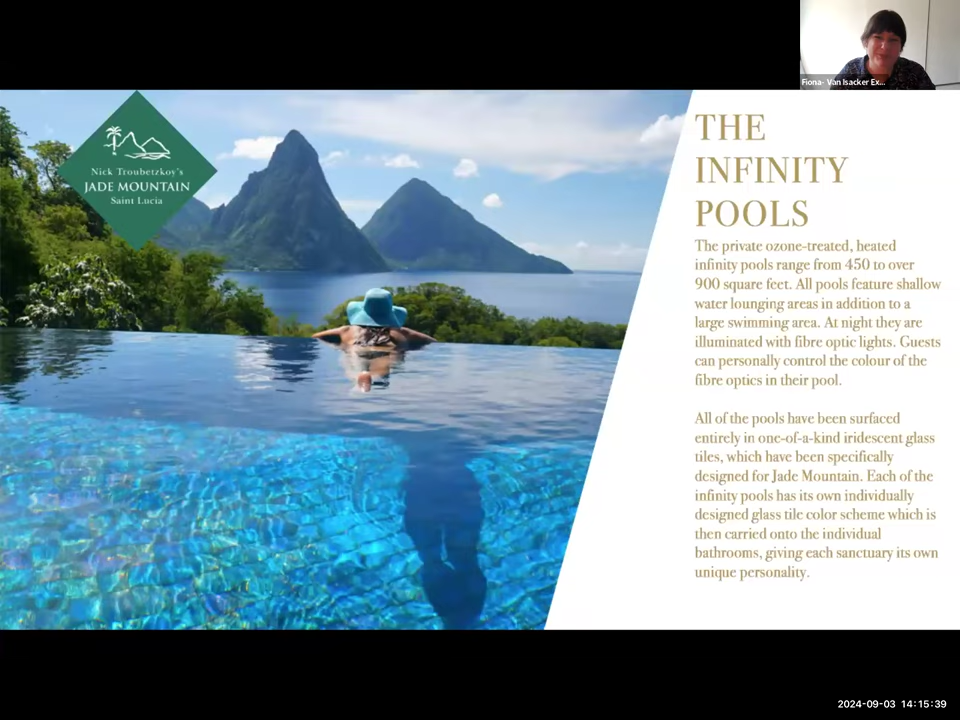 Fiona- Van Isacker Ex...
Nick Troubetzkoy's
JADE MOUNTAIN
Saint Lucia
THE
INFINITY
POOLS
The private ozone-treated, heated
infinity pools range from 450 to over
900 square feet. All pools feature shallow
water lounging areas in addition to a
large swimming area. At night they are
illuminated with fibre optic lights. Guests
can personally control the colour of the
fibre optics in their pool.
All of the pools have been surfaced
entirely in one-of-a-kind iridescent glass
tiles, which have been specifically
designed for Jade Mountain. Each of the
infinity pools has its own individually
designed glass tile color scheme which is
then carried onto the individual
bathrooms, giving each sanctuary its own
unique personality.
2024-09-03 14:15:39